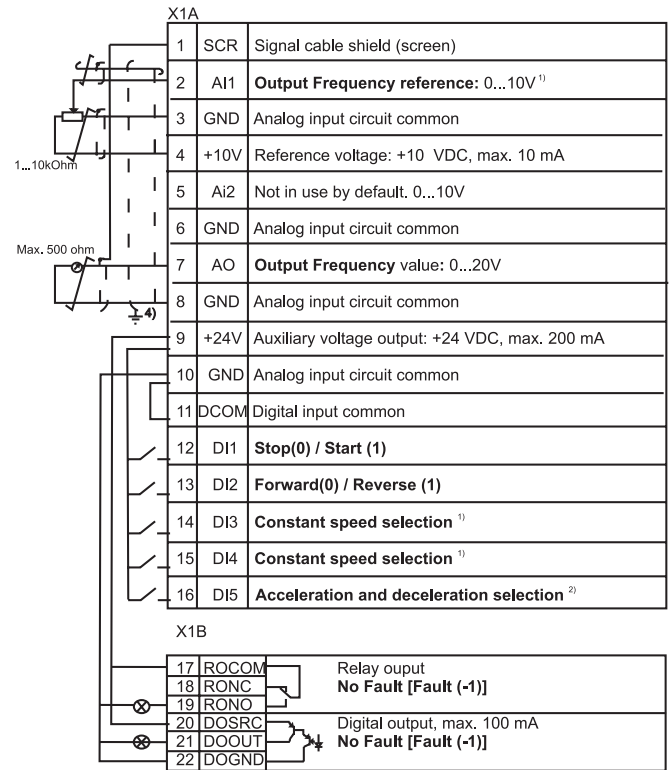 X1A
1 SCR Signal cable shield (screen)
2 AI1 Output Frequency reference: 0...10V 1)
3 GND Analog input circuit common
1...10kOhm
4 +10V Reference voltage: +10 VDC, max. 10 mA
5 Ai2 Not in use by default. 0...10V
6 GND Analog input circuit common
Max. 500 ohm
7 AO Output Frequency value: 0...20V
8 GND Analog input circuit common
4)
9 +24V Auxiliary voltage output: +24 VDC, max. 200 mA
10 GND Analog input circuit common
11 DCOM Digital input common
12 DI1 Stop(0) / Start (1)
13 DI2 Forward(0) / Reverse (1)
14 DI3 Constant speed selection 1)
15 DI4 Constant speed selection 1)
16 DI5 Acceleration and deceleration selection 2)
X1B
17 ROCOM Relay ouput
18 RONC No Fault [Fault (-1)]
19 RONO
20 DOSRC Digital output, max. 100 mA
21 DOOUT No Fault [Fault (-1)]
22 DOGND